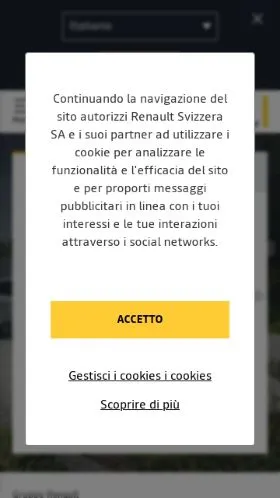 Italiano
Continuando la navigazione del
sito autorizzi Renault Svizzera
SA e i suoi partner ad utilizzare i
cookie per analizzare le
funzionalità e l'efficacia del sito
e per proporti messaggi
pubblicitari in linea con i tuoi
interessi e le tue interazioni
attraverso i social networks.
ACCETTO
Gestisci i cookies i cookies
Scoprire di più